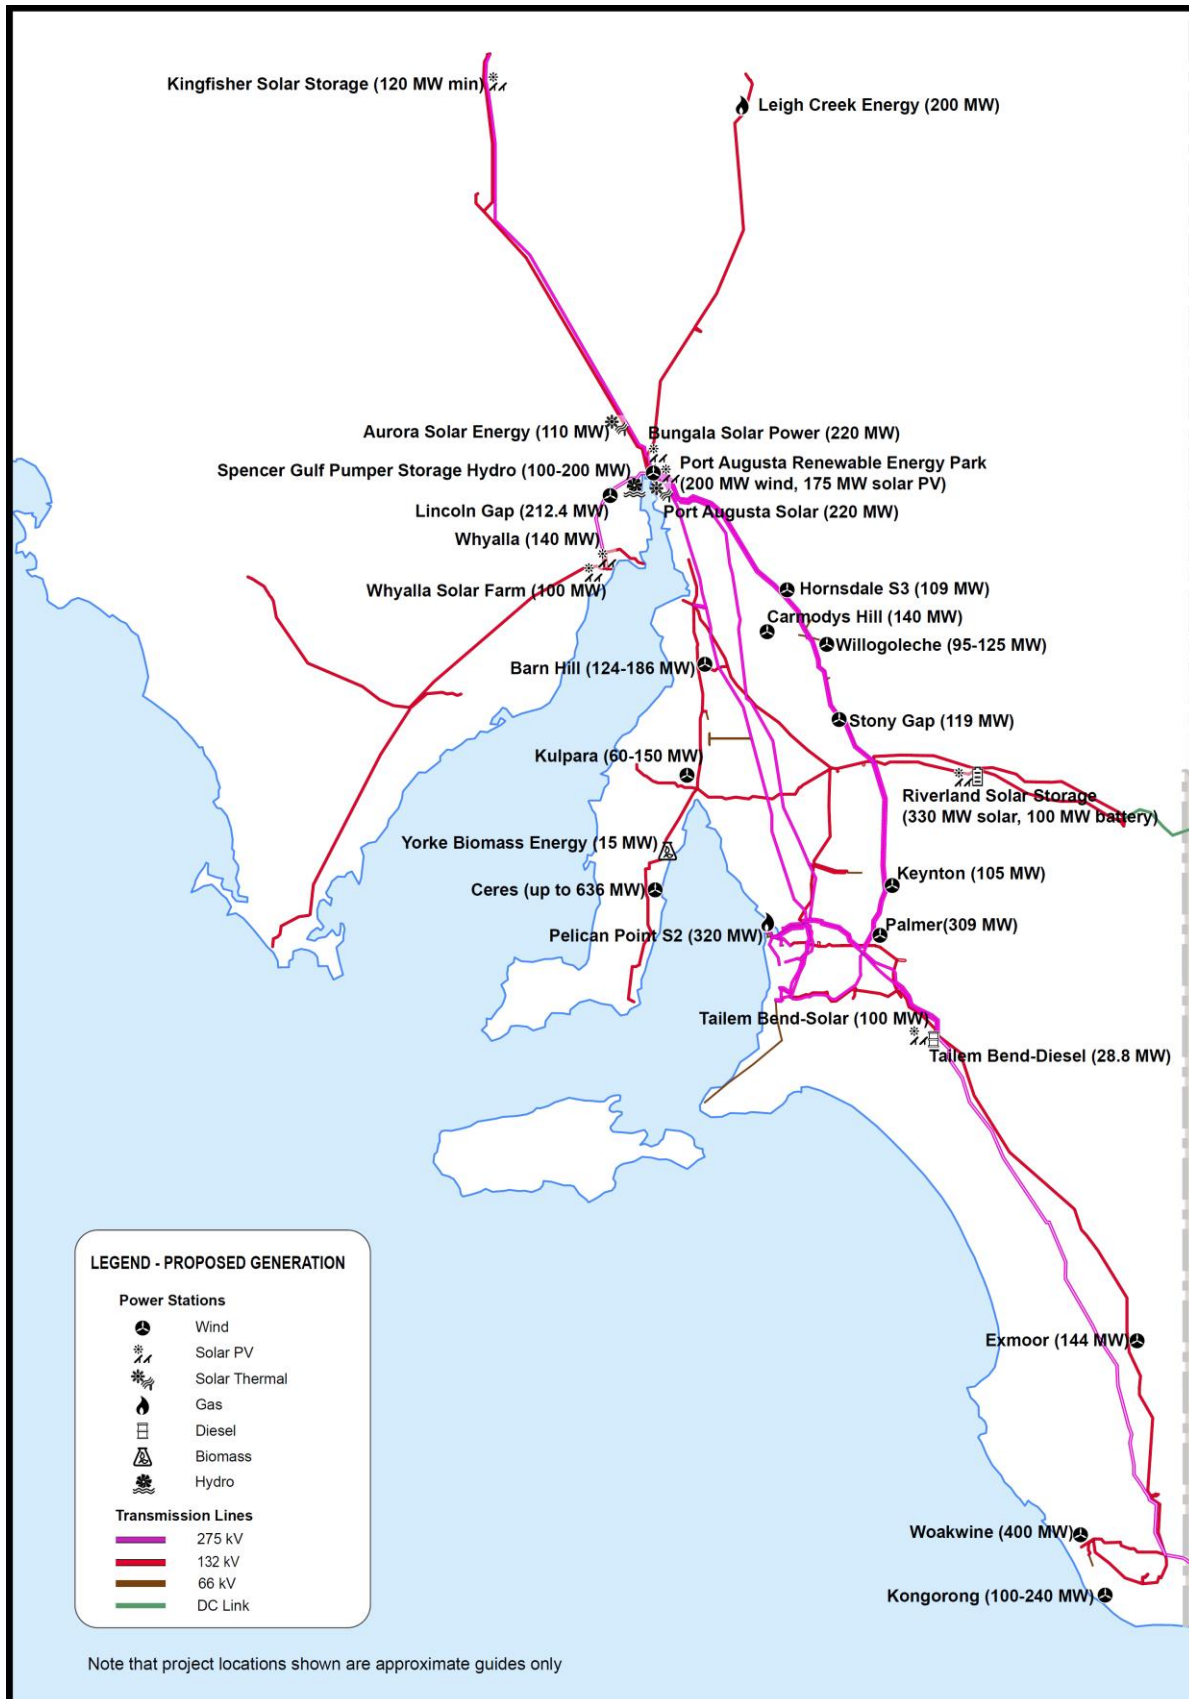 Kingfisher Solar Storage (120 MW min)
Leigh Creek Energy (200 MW)
Aurora Solar Energy (110 MW)
Bungala Solar Power (220 MW)
Spencer Gulf Pumper Storage Hydro (100-200 MW)
Port Augusta Renewable Energy Park
(200 MW wind, 175 MW solar PV)
Lincoln Gap (212.4 MW)
Port Augusta Solar (220 MW)
Whyalla (140 MW)
Whyalla Solar Farm (100 MW)
Hornsdale S3 (109 MW)
Carmodys Hill (140 MW)
Willogoleche (95-125 MW)
Barn Hill (124-186 MW)
Stony Gap (119 MW)
Kulpara (60-150 MW)
Riverland Solar Storage
(330 MW solar, 100 MW battery)
Yorke Biomass Energy (15 MW)
Keynton (105 MW)
Ceres (up to 636 MW)
Palmer(309 MW)
Pelican Point S2 (320 MW)
Tailem Bend-Solar (100 MW)
Tailem Bend-Diesel (28.8 MW)
Exmoor (144 MW)
Woakwine (400 MW)
Kongorong (100-240 MW)
LEGEND - PROPOSED GENERATION
Power Stations
Wind
Solar PV
Solar Thermal
Gas
Diesel
Biomass
Hydro
Transmission Lines
275 kV
132 kV
66 kV
DC Link
Note that project locations shown are approximate guides only